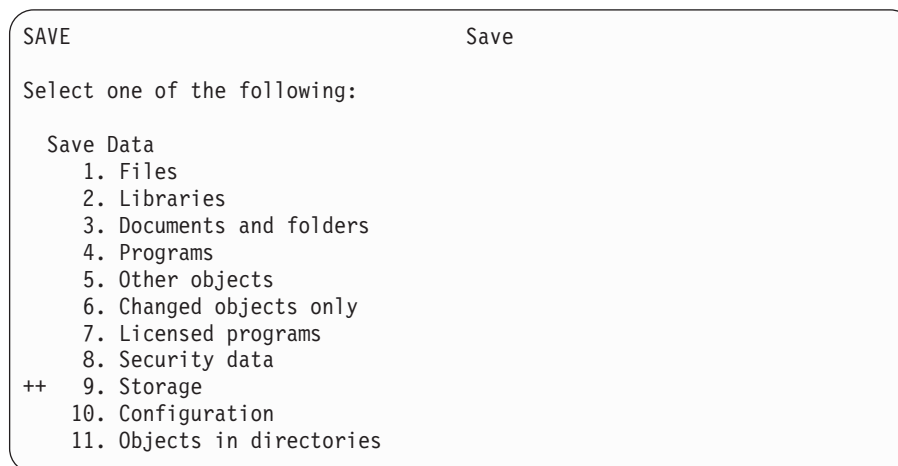 SAVE Save
Select one of the following:
Save Data
1. Files
2. Libraries
3. Documents and folders
4. Programs
5. Other objects
6. Changed objects only
7. Licensed programs
8. Security data
++ 9. Storage
10. Configuration
11. Objects in directories